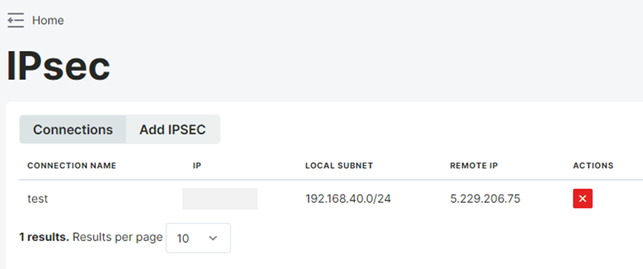 Home
IPsec
Connections Add IPSEC
CONNECTION NAME IP LOCAL SUBNET REMOTE IP ACTIONS
test 192.168.40.0/24 5.229.206.75
1 results. Results per page 10